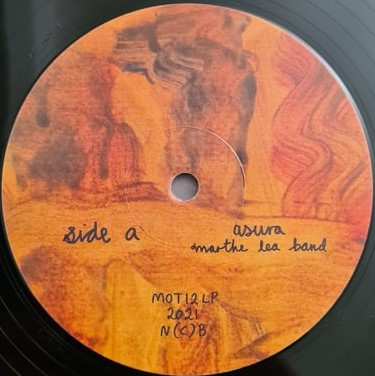 side a
asura
marthe lea band
MOT12LP
2021
N(C)B